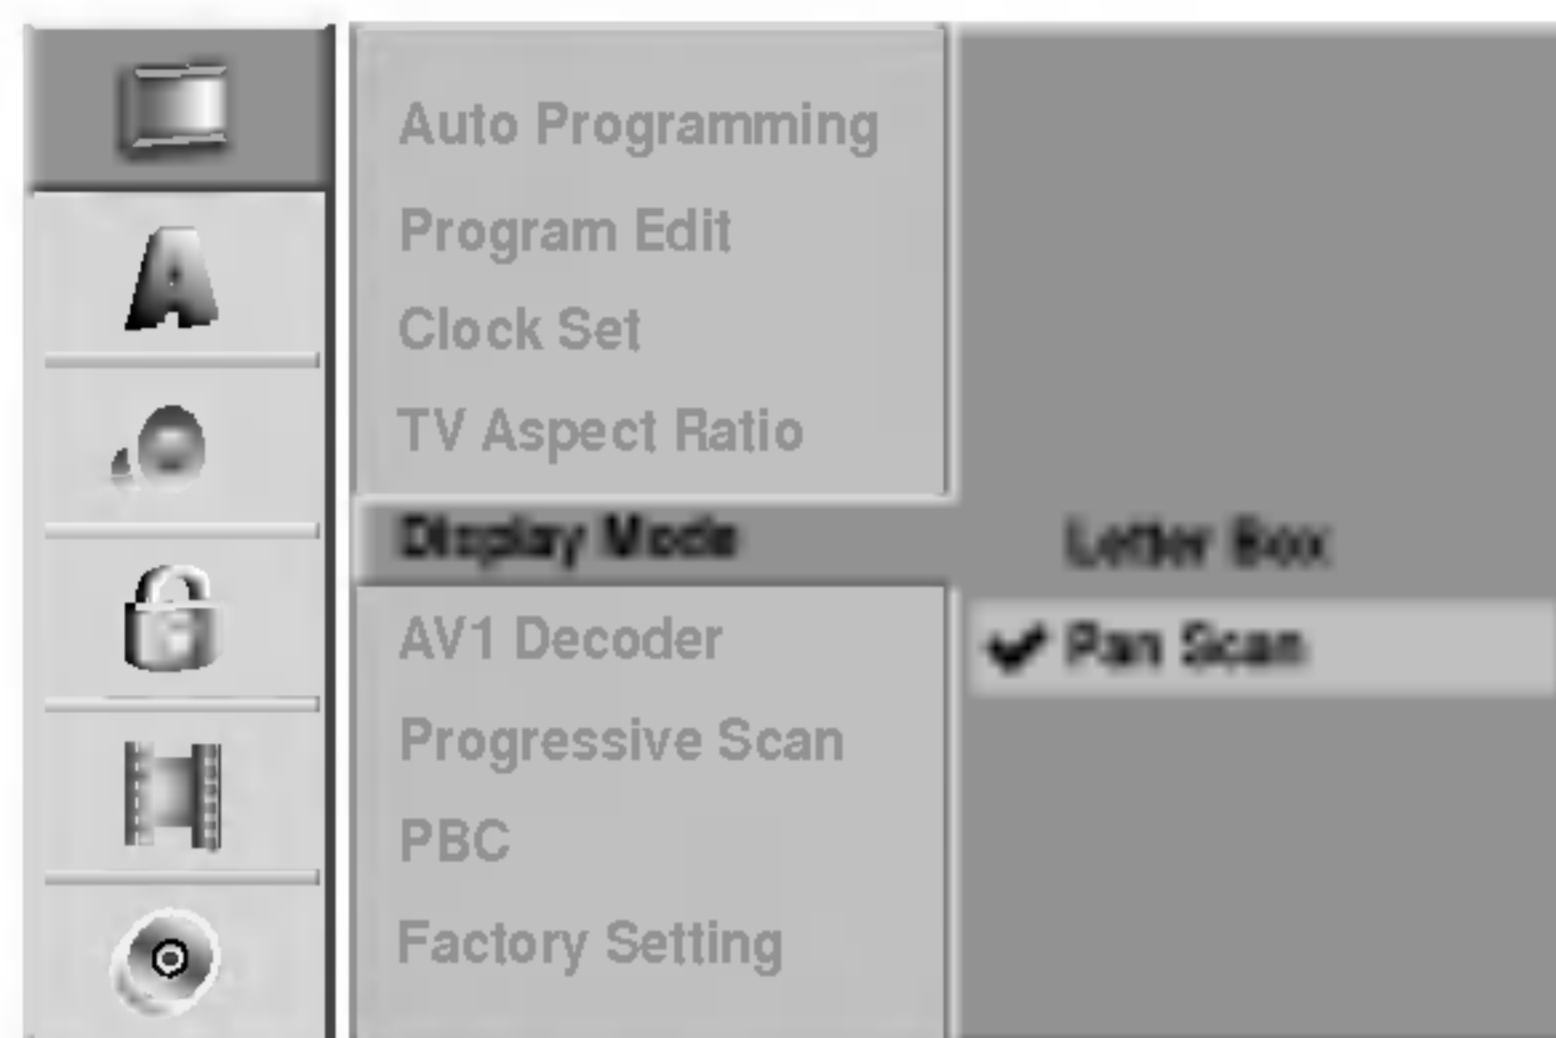 A
Auto Programming
Program Edit
Clock Set
TV Aspect Ratio
Display Mode
Letter Box
AV1 Decoder
✔ Pan Scan
Progressive Scan
PBC
Factory Setting